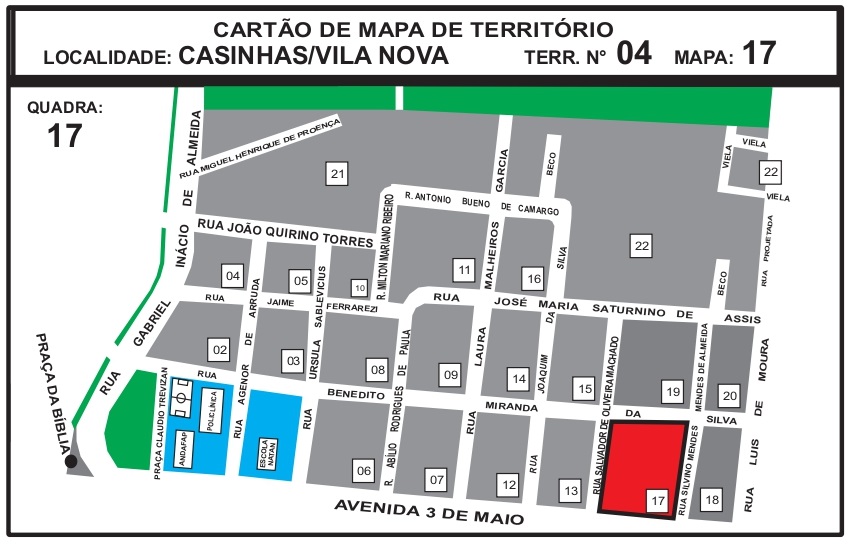 CARTÃO DE MAPA DE TERRITÓRIO
LOCALIDADE: CASINHAS/VILA NOVA TERR. N° 04 MAPA: 17
QUADRA:
17
RUA MIGUEL HENRIQUE DE PROENÇA
RUA GABRIEL INÁCIO DE ALMEIDA
21
GARCIA
BECO
VIELA
VIELA
22
VIELA
R. ANTONIO BUENO DE CAMARGO
R. MILTON MARIANO RIBEIRO
RUA JOÃO QUIRINO TORRES
22
RUA PROJETADA
04
05
10
11
MALHEIROS
16
SILVA
BECO
RUA JAIME FERRAREZI
RUA JOSÉ MARIA SATURNINO DE ASSIS
RUA AGENOR DE ARRUDA
RUA URSULA SABLEVICIUS
R. ABÍLIO RODRIGUES DE PAULA
RUA LAURA
RUA JOAQUIM DA
RUA SALVADOR DE OLIVEIRA MACHADO
MENDES DE ALMEIDA
RUA LUIS DE MOURA
02
03
08
09
14
15
19
20
PRAÇA DA BÍBLIA
PRAÇA CLAUDIO TREVIZAN
RUA BENEDITO MIRANDA DA SILVA
POLICLÍNICA
ANDAFAP
ESCOLA
NATAN
06
07
12
13
17
RUA SILVINO MENDES
18
AVENIDA 3 DE MAIO